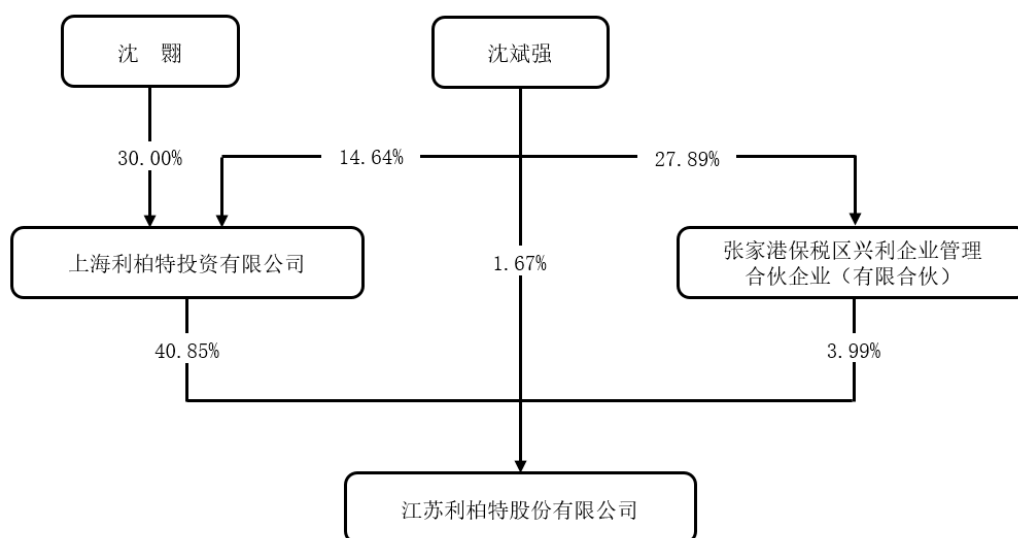 沈 翾
沈斌强
30.00%
14.64%
27.89%
上海利柏特投资有限公司
1.67%
张家港保税区兴利企业管理
合伙企业（有限合伙）
40.85%
3.99%
江苏利柏特股份有限公司